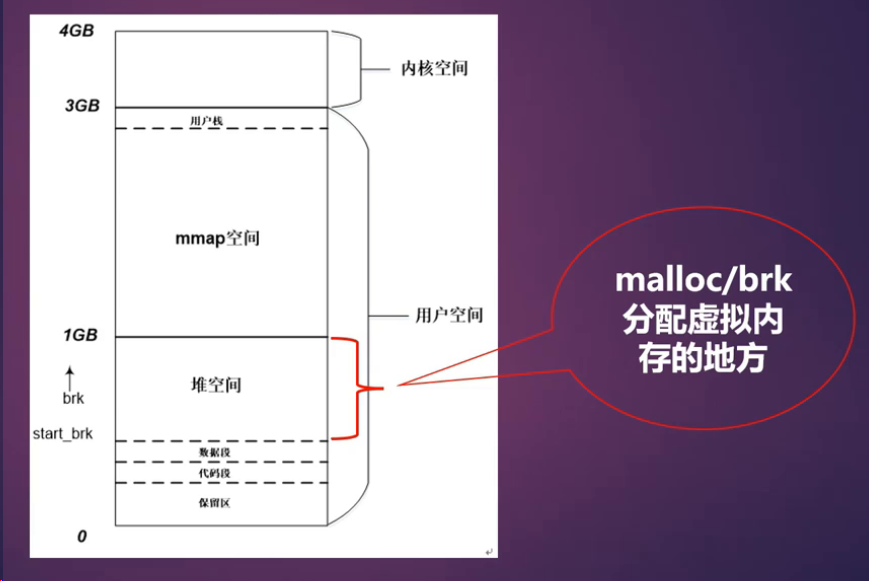 4GB
内核空间
3GB
用户栈
mmap空间
用户空间
1GB
堆空间
brk
start_brk
数据段
代码段
保留区
0
malloc/brk
分配虚拟内
存的地方